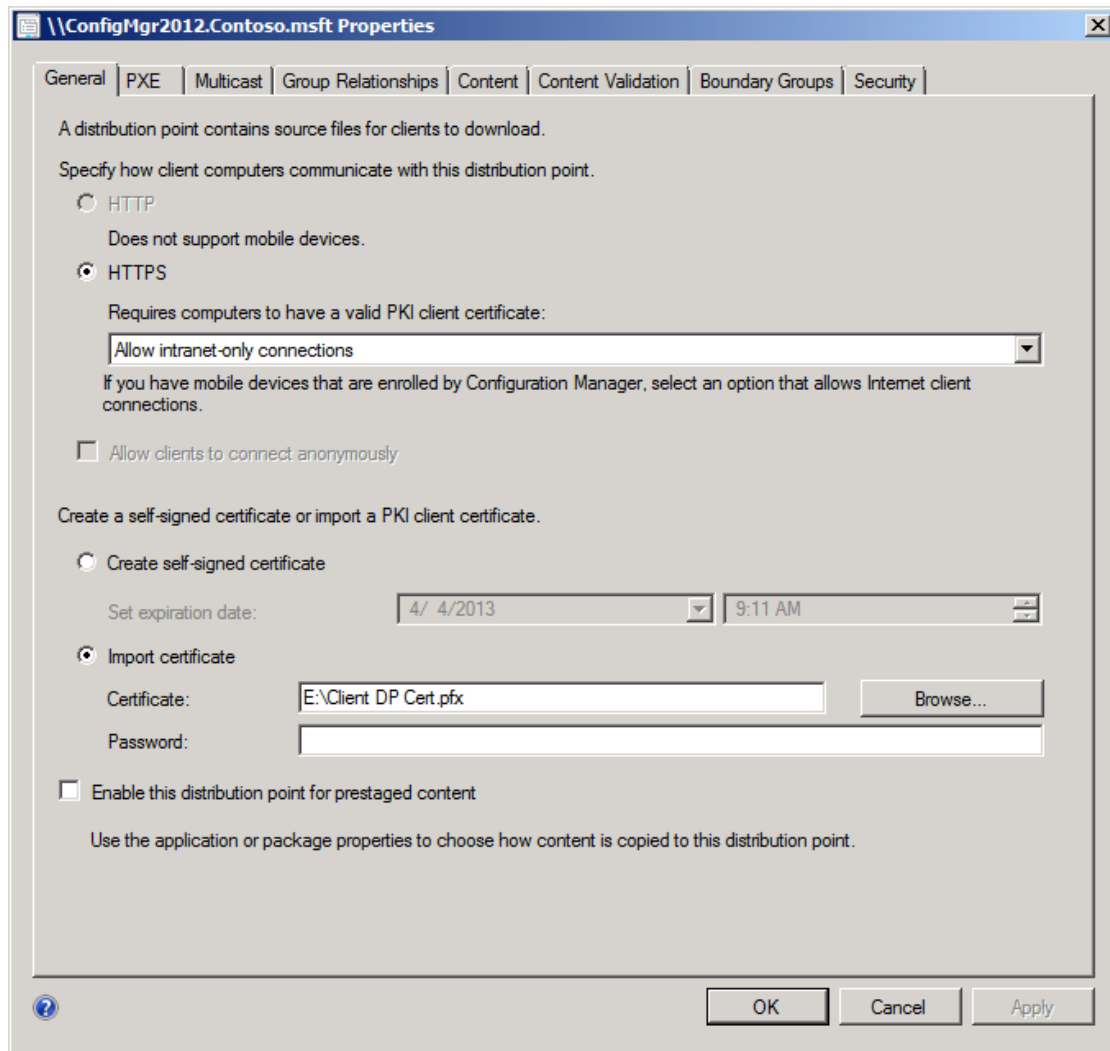 \\ConfigMgr2012.Contoso.msft Properties
General PXE Multicast Group Relationships Content Content Validation Boundary Groups Security
A distribution point contains source files for clients to download.
Specify how client computers communicate with this distribution point.
HTTP
Does not support mobile devices.
HTTPS
Requires computers to have a valid PKI client certificate:
Allow intranet-only connections
If you have mobile devices that are enrolled by Configuration Manager, select an option that allows Internet client
connections.
Allow clients to connect anonymously
Create a self-signed certificate or import a PKI client certificate.
Create self-signed certificate
Set expiration date: 4/ 4/2013 9:11 AM
Import certificate
Certificate: E:\Client DP Cert.pfx Browse...
Password:
Enable this distribution point for prestaged content
Use the application or package properties to choose how content is copied to this distribution point.
? OK Cancel Apply